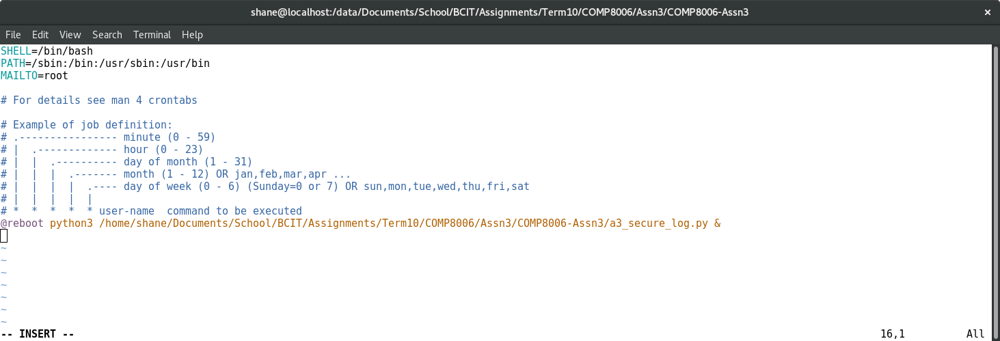 shane@localhost:/data/Documents/School/BCIT/Assignments/Term10/COMP8006/Assn3/COMP8006-Assn3 ×
File Edit View Search Terminal Help
SHELL=/bin/bash
PATH=/sbin:/bin:/usr/sbin:/usr/bin
MAILTO=root
# For details see man 4 crontabs
# Example of job definition:
# .---------------- minute (0 - 59)
# |  .------------- hour (0 - 23)
# |  |  .---------- day of month (1 - 31)
# |  |  |  .------- month (1 - 12) OR jan,feb,mar,apr ...
# |  |  |  |  .---- day of week (0 - 6) (Sunday=0 or 7) OR sun,mon,tue,wed,thu,fri,sat
# |  |  |  |  |
# *  *  *  *  * user-name  command to be executed
@reboot python3 /home/shane/Documents/School/BCIT/Assignments/Term10/COMP8006/Assn3/COMP8006-Assn3/a3_secure_log.py &
~
~
~
~
~
~
~
-- INSERT -- 16,1 All